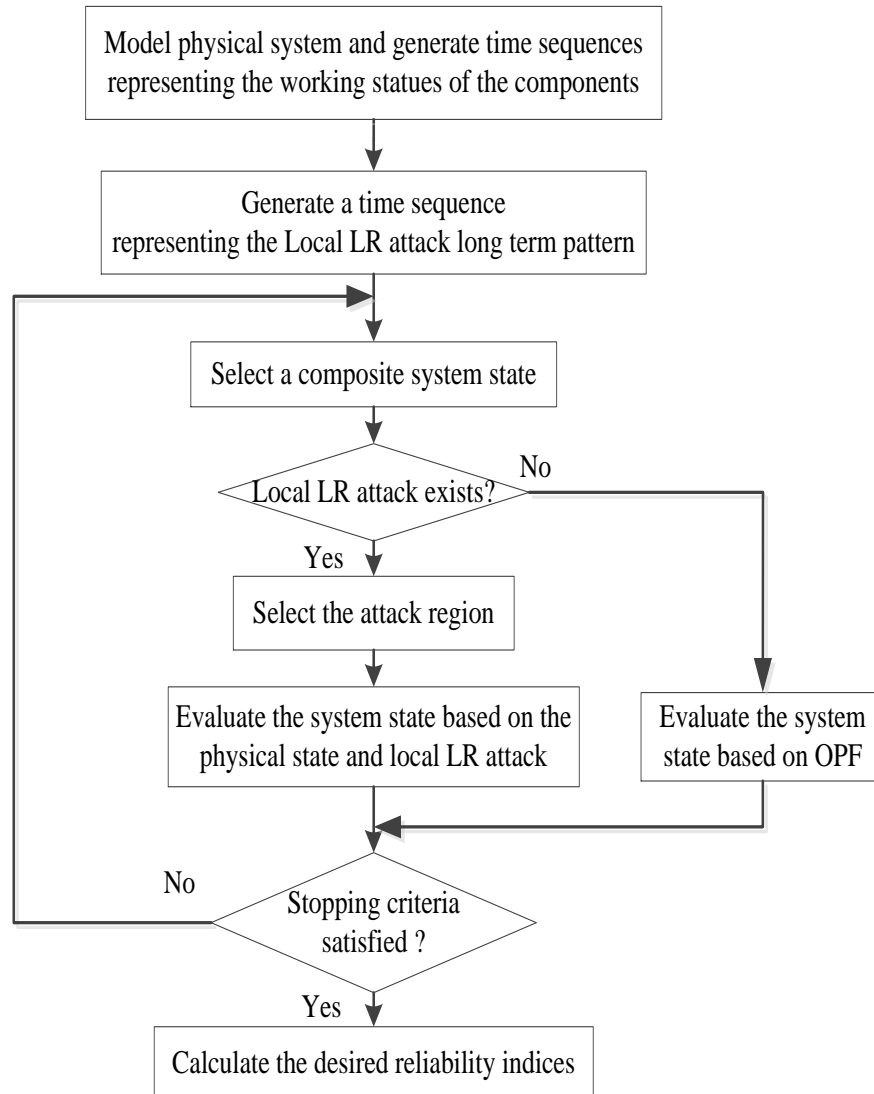 Model physical system and generate time sequences
representing the working statues of the components
Generate a time sequence
representing the Local LR attack long term pattern
Select a composite system state
Local LR attack exists?
No
Yes
Select the attack region
Evaluate the system state based on the
physical state and local LR attack
Evaluate the system
state based on OPF
No
Stopping criteria
satisfied ?
Yes
Calculate the desired reliability indices